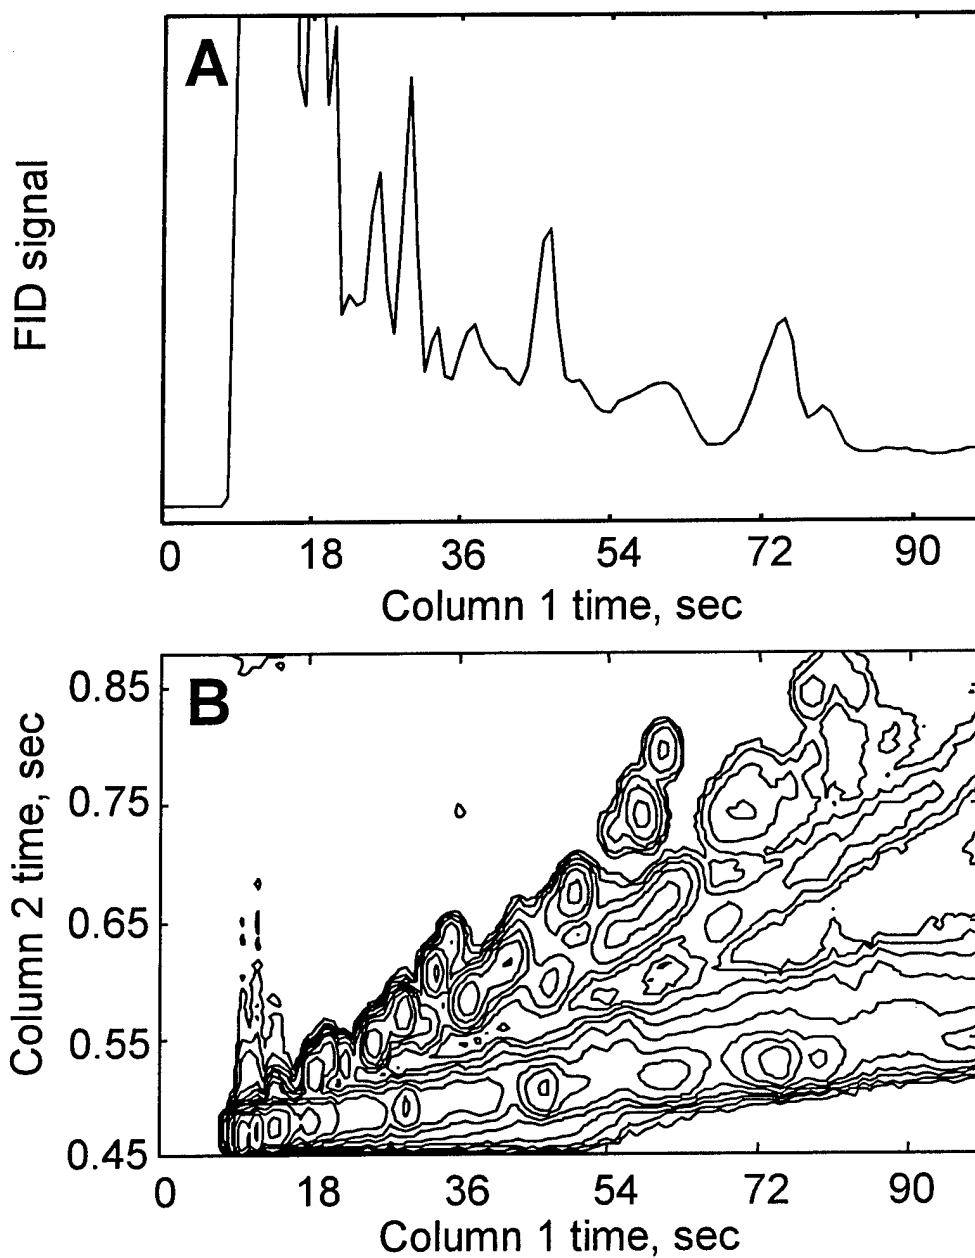 A
FID signal
0 18 36 54 72 90
Column 1 time, sec
B
Column 2 time, sec
0.85
0.75
0.65
0.55
0.45
0 18 36 54 72 90
Column 1 time, sec